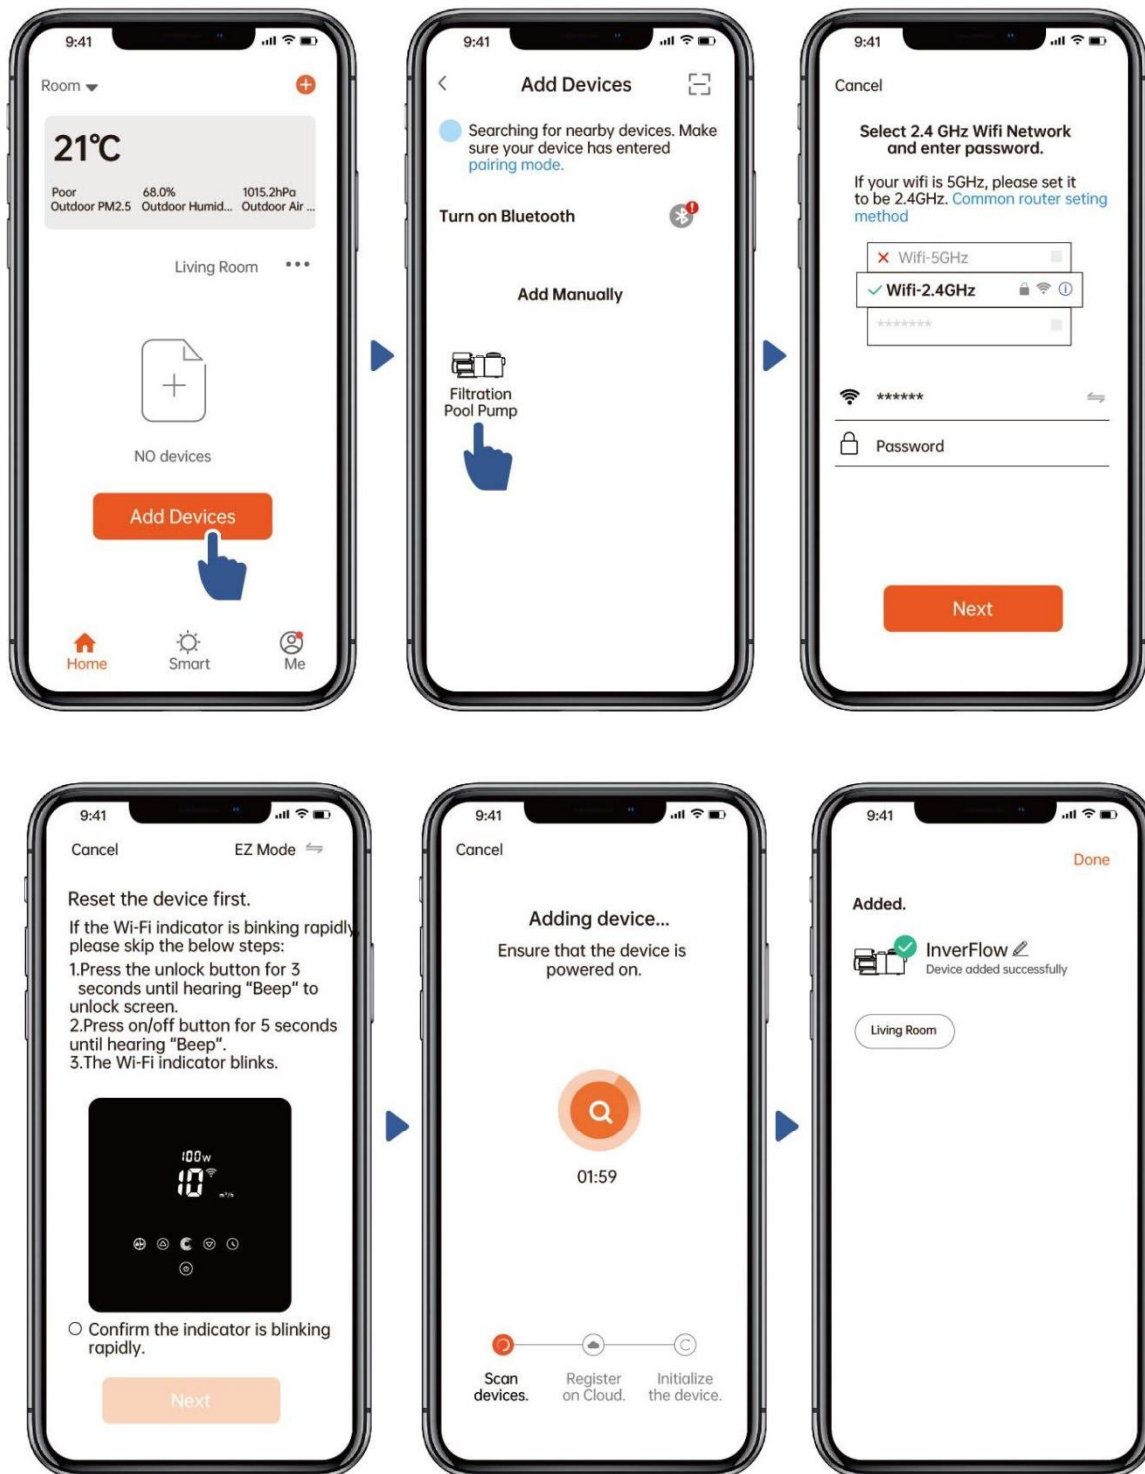 9:41
Room
21℃
Poor
68.0%
1015.2hPa
Outdoor PM2.5
Outdoor Humid...
Outdoor Air ...
Living Room
NO devices
Add Devices
Home
Smart
Me
9:41
Add Devices
Searching for nearby devices. Make
sure your device has entered
pairing mode.
Turn on Bluetooth
Add Manually
Filtration
Pool Pump
9:41
Cancel
Select 2.4 GHz Wifi Network
and enter password.
If your wifi is 5GHz, please set it
to be 2.4GHz. Common router seting
method
Wifi-5GHz
Wifi-2.4GHz
*******
******
Password
Next
9:41
Cancel
EZ Mode
Reset the device first.
If the Wi-Fi indicator is binking rapidly,
please skip the below steps:
1.Press the unlock button for 3
seconds until hearing "Beep" to
unlock screen.
2.Press on/off button for 5 seconds
until hearing "Beep".
3.The Wi-Fi indicator blinks.
100w
10
m³/h
Confirm the indicator is blinking
rapidly.
Next
9:41
Cancel
Adding device...
Ensure that the device is
powered on.
01:59
Scan
devices.
Register
on Cloud.
Initialize
the device.
9:41
Done
Added.
InverFlow
Device added successfully
Living Room